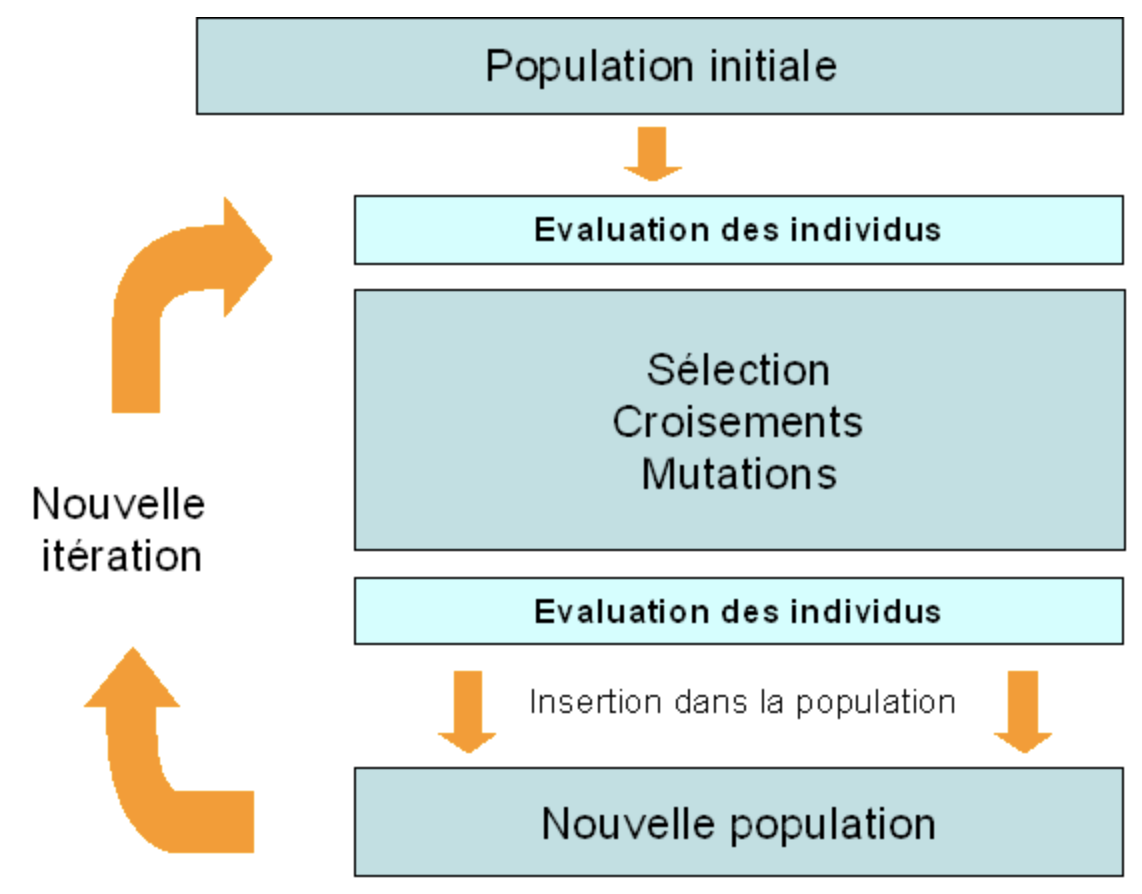 Population initiale
Evaluation des individus
Sélection
Croisements
Mutations
Nouvelle
itération
Evaluation des individus
Insertion dans la population
Nouvelle population